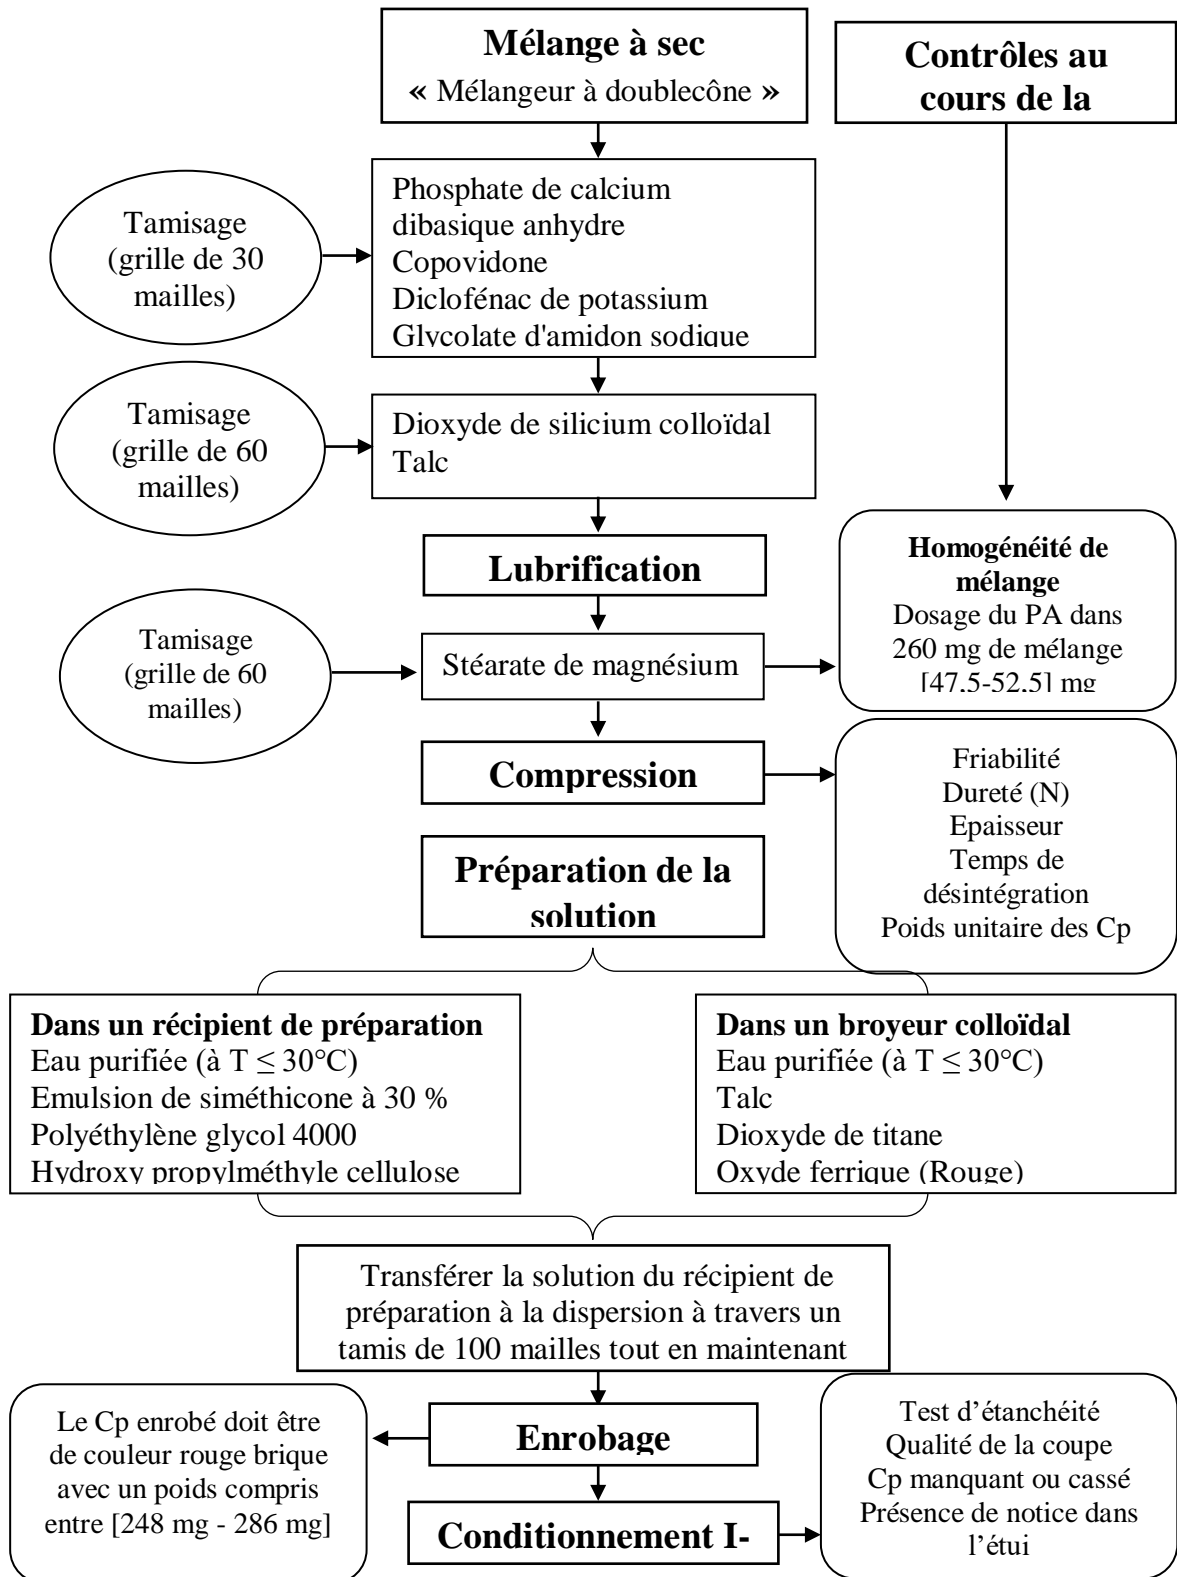 Mélange à sec
« Mélangeur à doublecône »
Contrôles au
cours de la
Tamisage
(grille de 30
mailles)
Phosphate de calcium
dibasique anhydre
Copovidone
Diclofénac de potassium
Glycolate d'amidon sodique
Tamisage
(grille de 60
mailles)
Dioxyde de silicium colloïdal
Talc
Lubrification
Homogénéité de
mélange
Dosage du PA dans
260 mg de mélange
[47,5-52,5] mg
Tamisage
(grille de 60
mailles)
Stéarate de magnésium
Compression
Friabilité
Dureté (N)
Epaisseur
Temps de
désintégration
Poids unitaire des Cp
Préparation de la
solution
Dans un récipient de préparation
Eau purifiée (à T ≤ 30°C)
Emulsion de siméthicone à 30 %
Polyéthylène glycol 4000
Hydroxy propylméthyle cellulose
Dans un broyeur colloïdal
Eau purifiée (à T ≤ 30°C)
Talc
Dioxyde de titane
Oxyde ferrique (Rouge)
Transférer la solution du récipient de
préparation à la dispersion à travers un
tamis de 100 mailles tout en maintenant
Le Cp enrobé doit être
de couleur rouge brique
avec un poids compris
entre [248 mg - 286 mg]
Enrobage
Test d’étanchéité
Qualité de la coupe
Cp manquant ou cassé
Présence de notice dans
l’étui
Conditionnement I-